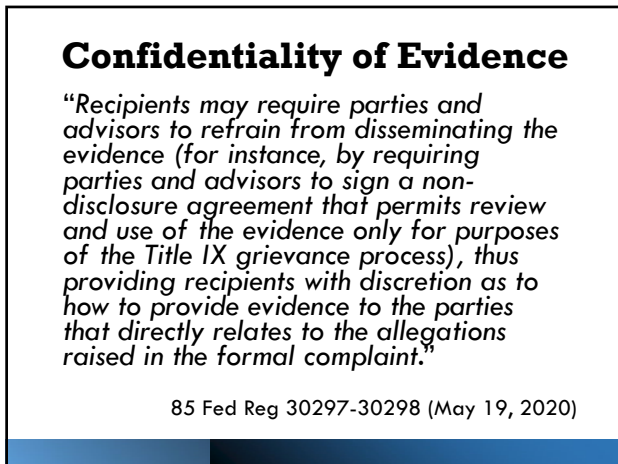 Confidentiality of Evidence
“Recipients may require parties and
advisors to refrain from disseminating the
evidence (for instance, by requiring
parties and advisors to sign a non-
disclosure agreement that permits review
and use of the evidence only for purposes
of the Title IX grievance process), thus
providing recipients with discretion as to
how to provide evidence to the parties
that directly relates to the allegations
raised in the formal complaint.”
85 Fed Reg 30297-30298 (May 19, 2020)